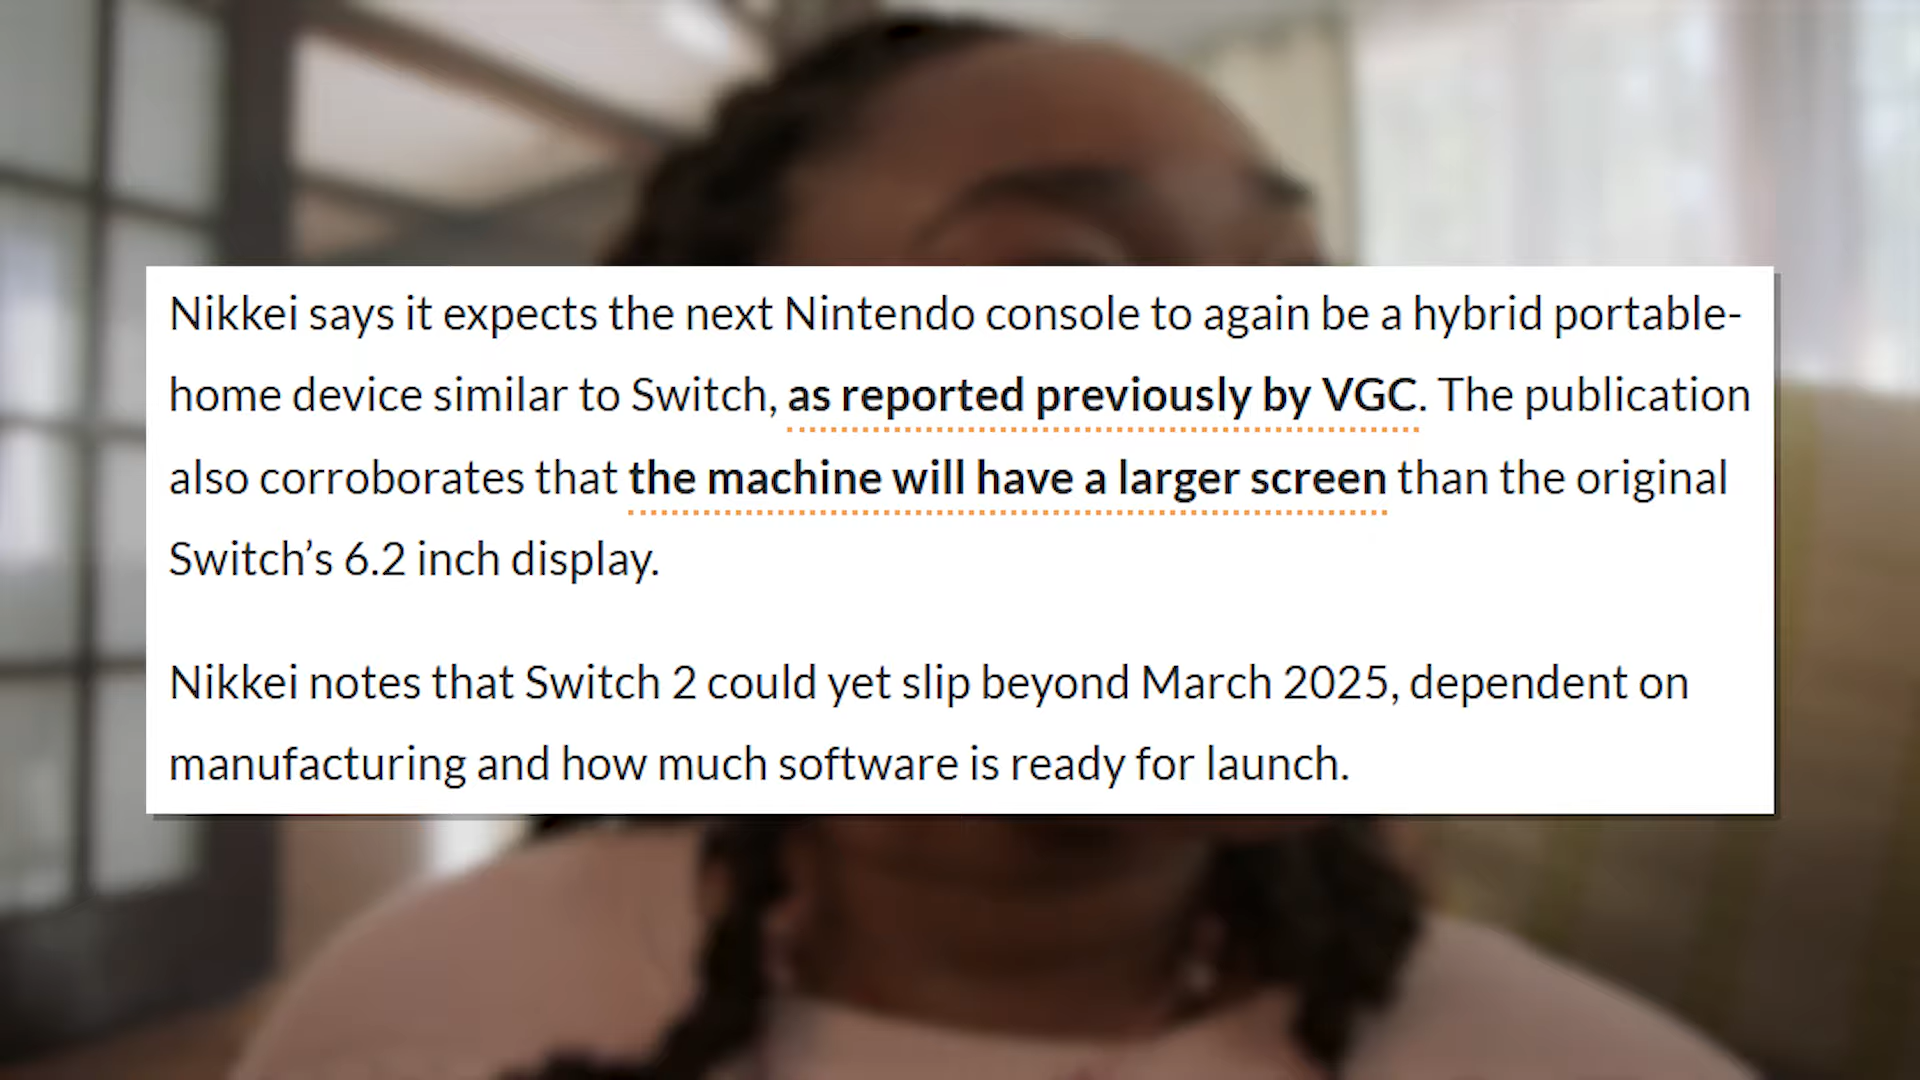 Nikkei says it expects the next Nintendo console to again be a hybrid portable-
home device similar to Switch, as reported previously by VGC. The publication
also corroborates that the machine will have a larger screen than the original
Switch’s 6.2 inch display.
Nikkei notes that Switch 2 could yet slip beyond March 2025, dependent on
manufacturing and how much software is ready for launch.